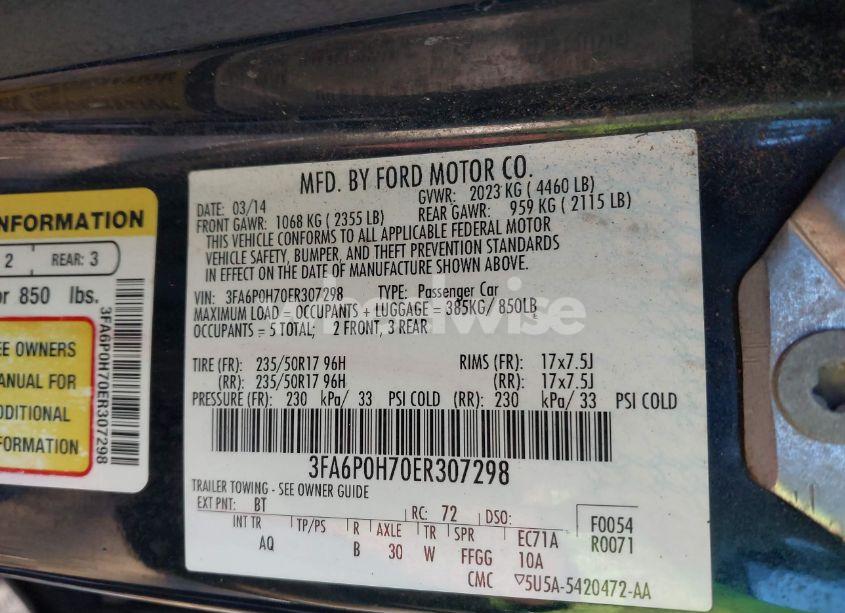 MFD. BY FORD MOTOR CO.
DATE: 03/14 GVWR: 2023 KG ( 4460 LB)
FRONT GAWR: 1068 KG ( 2355 LB) REAR GAWR: 959 KG ( 2115 LB)
THIS VEHICLE CONFORMS TO ALL APPLICABLE FEDERAL MOTOR
VEHICLE SAFETY, BUMPER, AND THEFT PREVENTION STANDARDS
IN EFFECT ON THE DATE OF MANUFACTURE SHOWN ABOVE.
VIN: 3FA6P0H70ER307298 TYPE: Passenger Car
MAXIMUM LOAD = OCCUPANTS + LUGGAGE = 385KG/ 850LB
OCCUPANTS = 5 TOTAL; 2 FRONT, 3 REAR
TIRE (FR): 235/50R17 96H RIMS (FR): 17x7.5J
(RR): 235/50R17 96H (RR): 17x7.5J
PRESSURE (FR): 230 kPa/ 33 PSI COLD (RR): 230 kPa/ 33 PSI COLD
3FA6P0H70ER307298
TRAILER TOWING - SEE OWNER GUIDE
EXT PNT: BT RC: 72 DSO: F0054
INT TR TP/PS R AXLE TR SPR EC71A R0071
AQ B 30 W FFGG 10A
CMC ▽5U5A-5420472-AA
INFORMATION
2 REAR: 3
or 850 lbs.
EE OWNERS
ANUAL FOR
DDITIONAL
FORMATION
3FA6P0H70ER307298